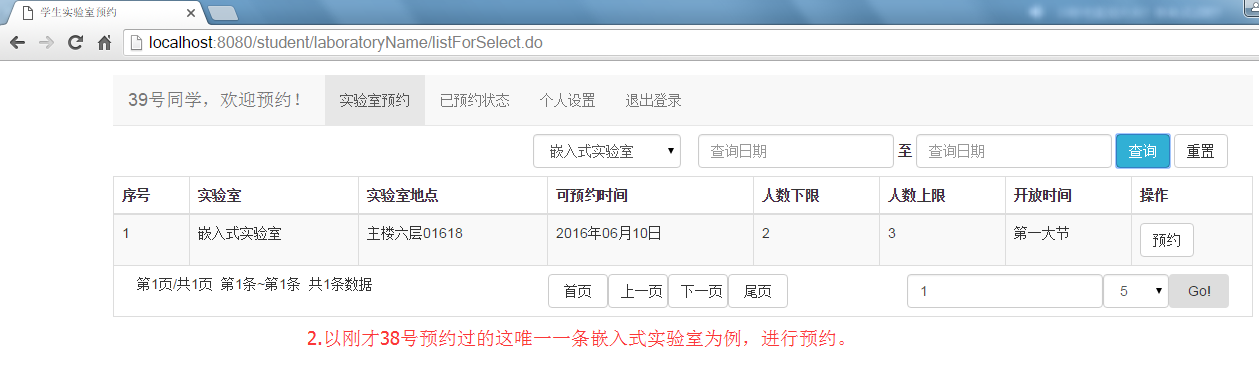 学生实验室预约
localhost:8080/student/laboratoryName/listForSelect.do
39号同学，欢迎预约！ 实验室预约 已预约状态 个人设置 退出登录
嵌入式实验室 查询日期 至 查询日期 查询 重置
序号 实验室 实验室地点 可预约时间 人数下限 人数上限 开放时间 操作
1 嵌入式实验室 主楼六层01618 2016年06月10日 2 3 第一大节 预约
第1页/共1页 第1条~第1条 共1条数据 首页 上一页 下一页 尾页 1 5 Go!
2.以刚才38号预约过的这唯一一条嵌入式实验室为例，进行预约。